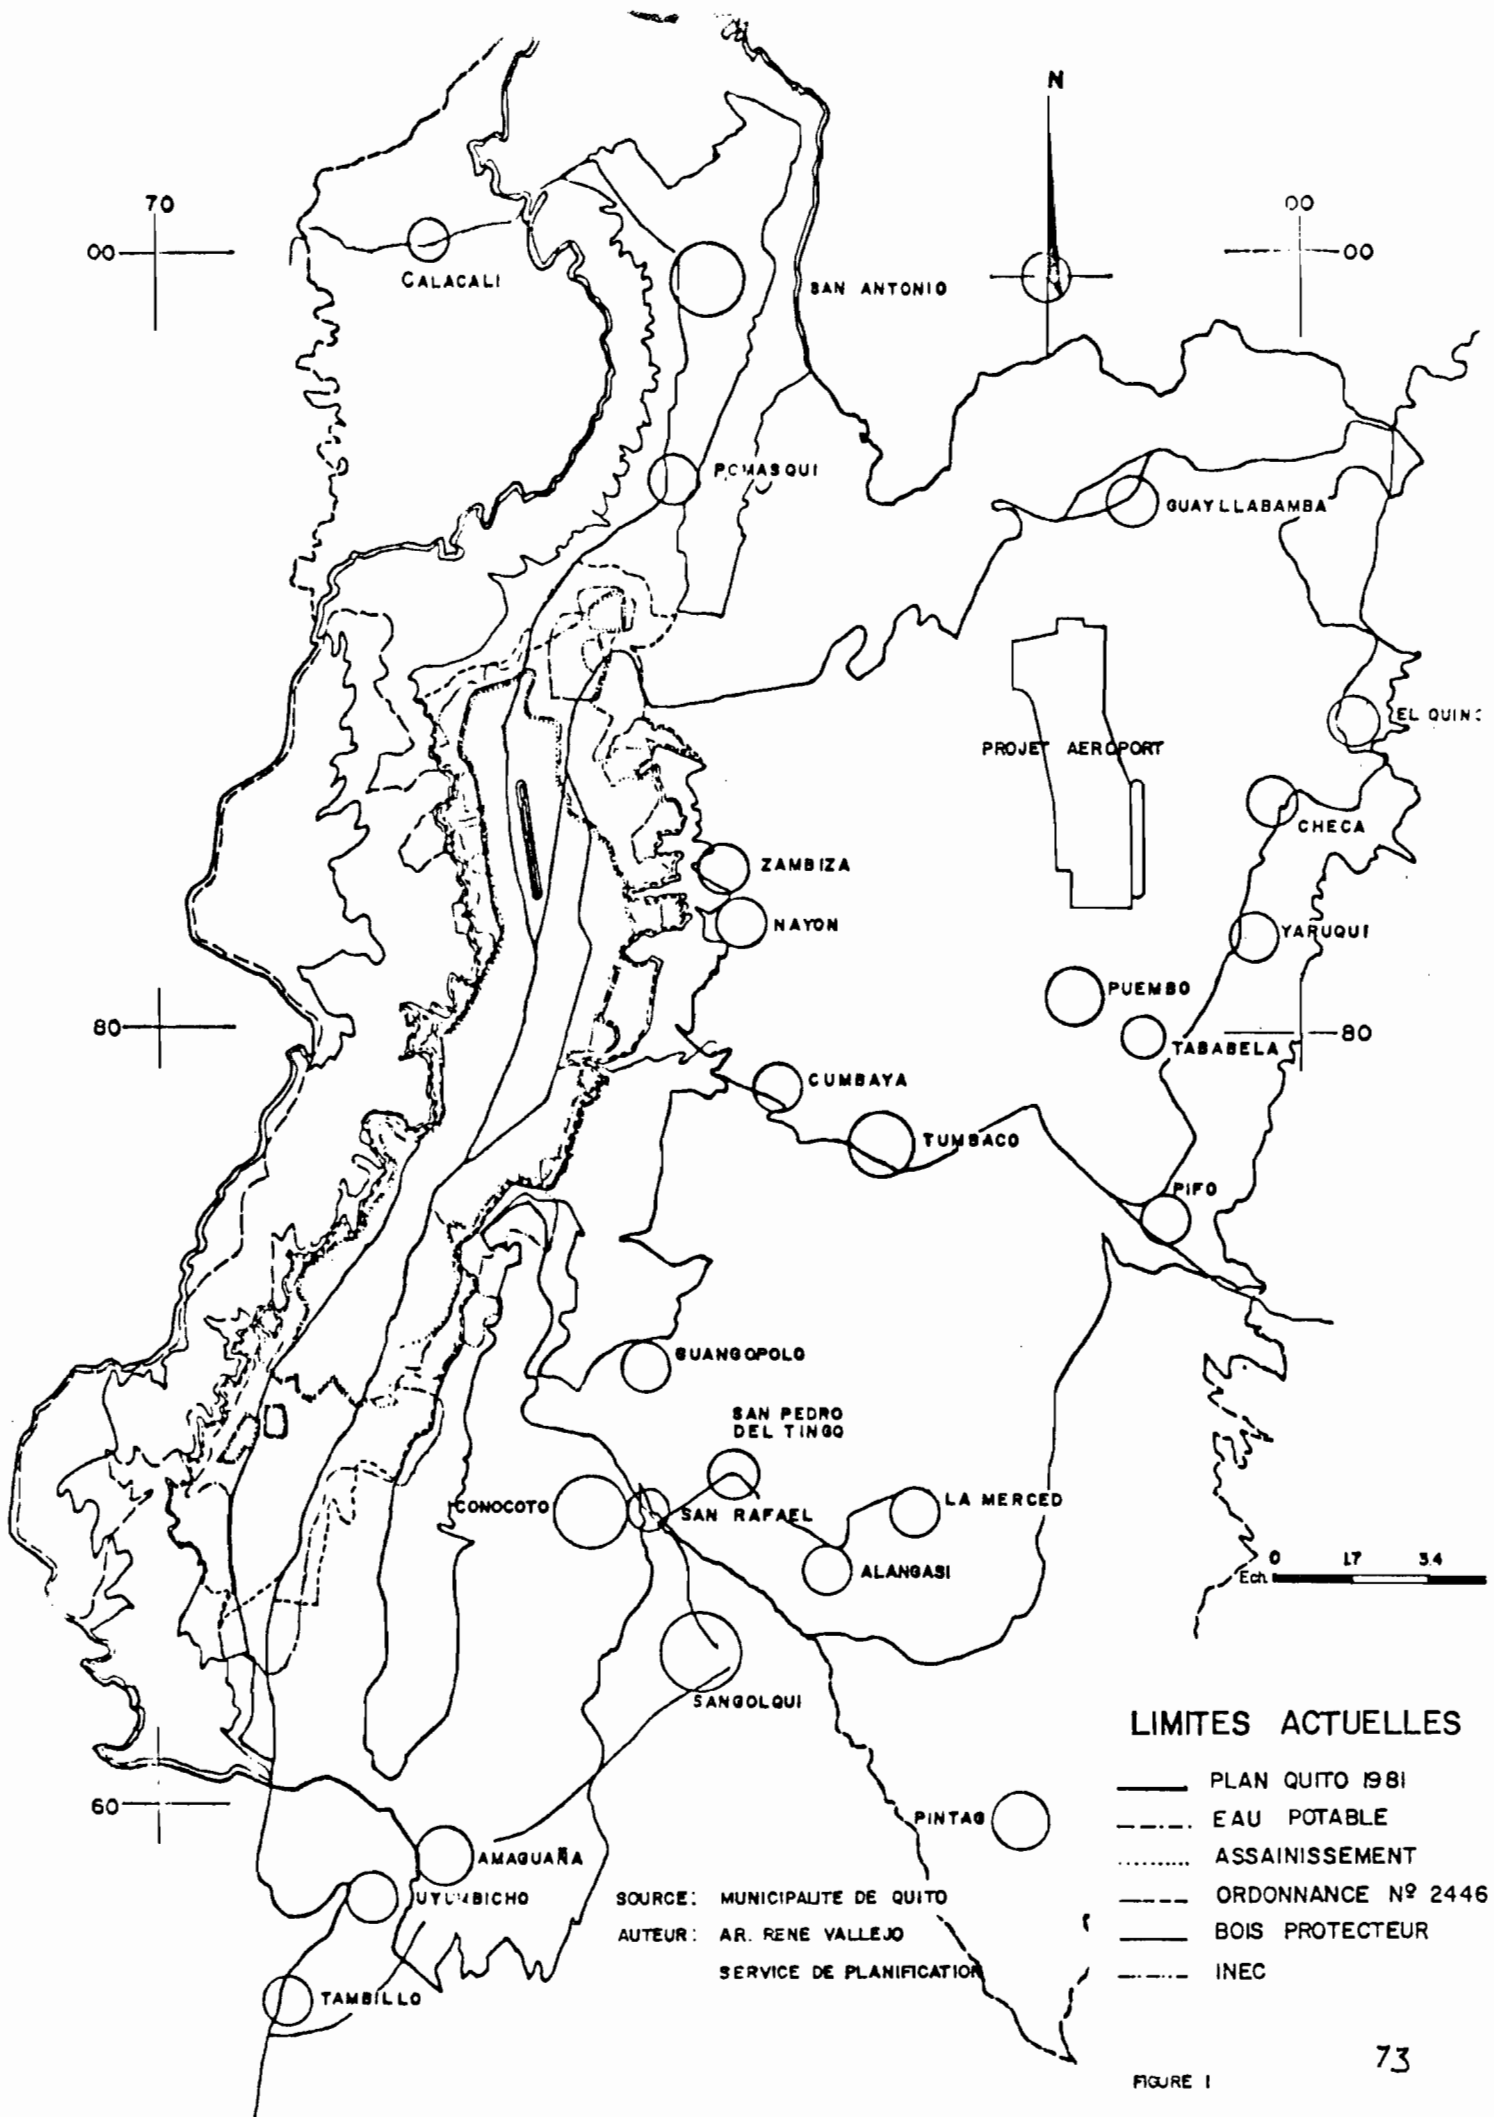 N
70
00
00
00
CALACALI
SAN ANTONIO
POMASQUI
GUAYLLABAMBA
PROJET AEROPORT
CHECA
ZAMBIZA
NAYON
YARUQUI
PUEMBO
80
80
TABABELA
CUMBAYA
TUMBACO
PIFO
GUANGOPOLO
SAN PEDRO
DEL TINGO
CONOCOTO
SAN RAFAEL
LA MERCED
ALANGASI
0 1.7 3.4
Ech.
SANGOLQUI
LIMITES ACTUELLES
PLAN QUITO 1981
60
PINTAG
EAU POTABLE
AMAGUAÑA
ASSAINISSEMENT
UYUMBICHO
SOURCE: MUNICIPALITE DE QUITO
ORDONNANCE Nº 2446
AUTEUR: AR. RENE VALLEJO
BOIS PROTECTEUR
SERVICE DE PLANIFICATION
INEC
TAMBILLO
73
FIGURE 1